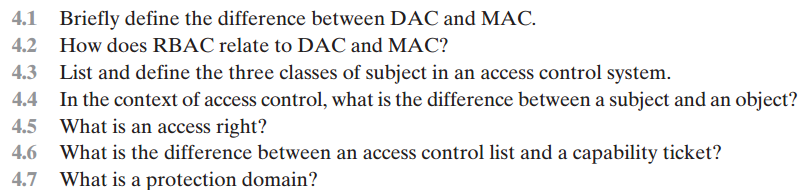 4.1 Briefly define the difference between DAC and MAC.
4.2 How does RBAC relate to DAC and MAC?
4.3 List and define the three classes of subject in an access control system.
4.4 In the context of access control, what is the difference between a subject and an object?
4.5 What is an access right?
4.6 What is the difference between an access control list and a capability ticket?
4.7 What is a protection domain?